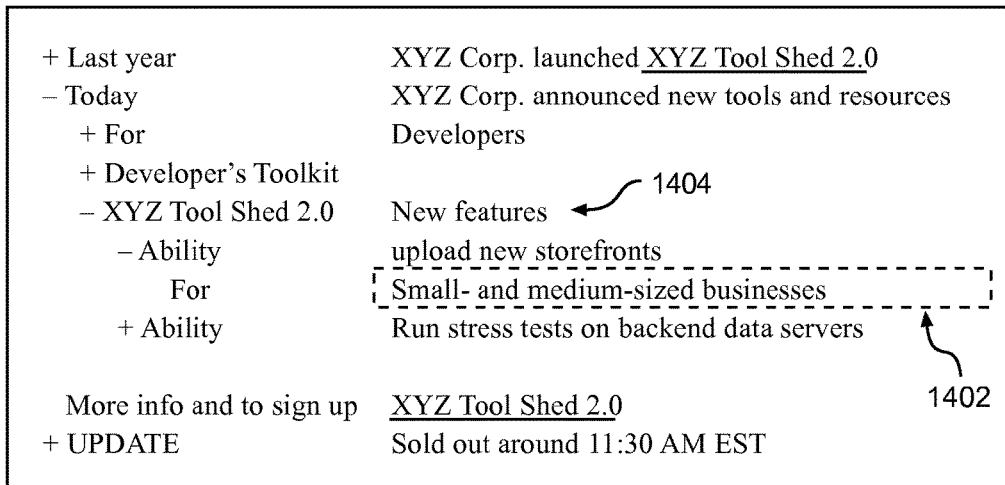 + Last year XYZ Corp. launched XYZ Tool Shed 2.0
– Today XYZ Corp. announced new tools and resources
+ For Developers
+ Developer's Toolkit
1404
– XYZ Tool Shed 2.0 New features
– Ability upload new storefronts
For Small- and medium-sized businesses
+ Ability Run stress tests on backend data servers
1402
More info and to sign up XYZ Tool Shed 2.0
+ UPDATE Sold out around 11:30 AM EST